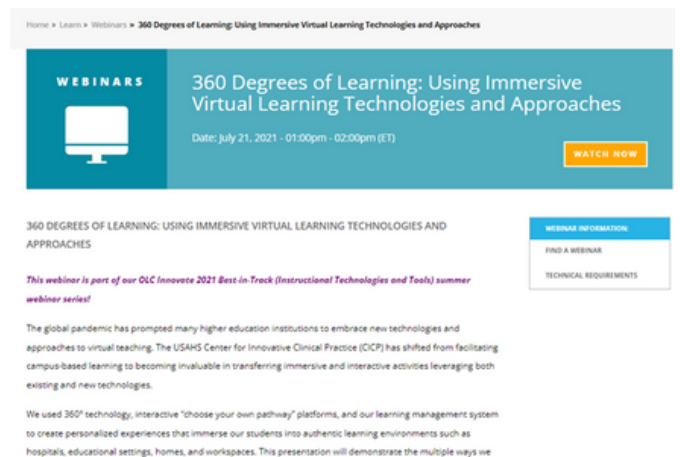 Home » Learn » Webinars » 360 Degrees of Learning: Using Immersive Virtual Learning Technologies and Approaches
WEBINARS
360 Degrees of Learning: Using Immersive
Virtual Learning Technologies and Approaches
Date: July 21, 2021 - 01:00pm - 02:00pm (ET)
WATCH NOW
360 DEGREES OF LEARNING: USING IMMERSIVE VIRTUAL LEARNING TECHNOLOGIES AND
APPROACHES
This webinar is part of our OLC Innovate 2021 Best-in-Track (Instructional Technologies and Tools) summer
webinar series!
The global pandemic has prompted many higher education institutions to embrace new technologies and
approaches to virtual teaching. The USAHS Center for Innovative Clinical Practice (CICP) has shifted from facilitating
campus-based learning to becoming invaluable in transferring immersive and interactive activities leveraging both
existing and new technologies.
We used 360° technology, interactive "choose your own pathway" platforms, and our learning management system
to create personalized experiences that immerse our students into authentic learning environments such as
hospitals, educational settings, homes, and workspaces. This presentation will demonstrate the multiple ways we
WEBINAR INFORMATION:
FIND A WEBINAR
TECHNICAL REQUIREMENTS